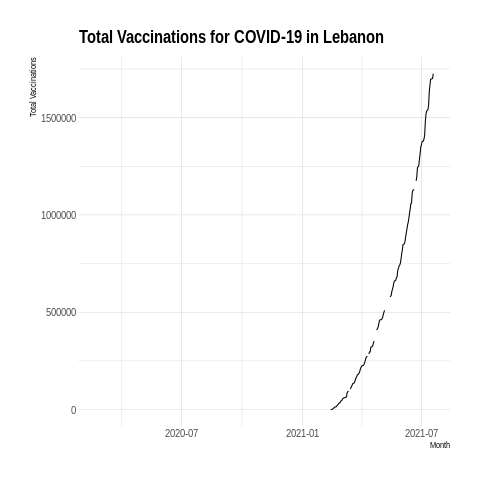 Total Vaccinations for COVID-19 in Lebanon
Total Vaccinations
1500000
1000000
500000
0
2020-07
2021-01
2021-07
Month